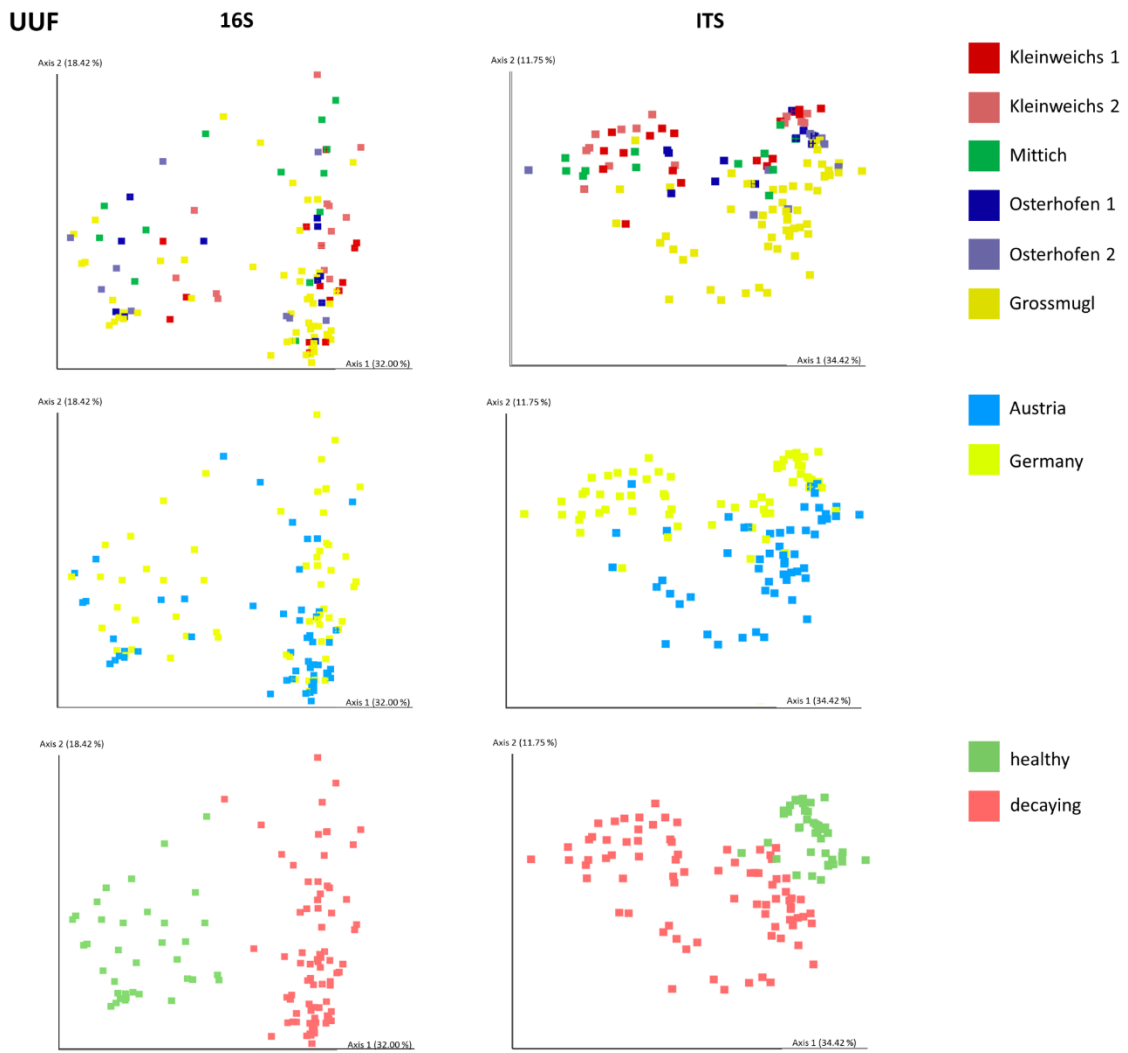 UUF
16S
ITS
Axis 2 (18.42 %)
Axis 1 (32.00 %)
Axis 2 (11.75 %)
Axis 1 (34.42 %)
Kleinweichs 1
Kleinweichs 2
Mittich
Osterhofen 1
Osterhofen 2
Grossmugl
Axis 2 (18.42 %)
Axis 1 (32.00 %)
Axis 2 (11.75 %)
Axis 1 (34.42 %)
Austria
Germany
Axis 2 (18.42 %)
Axis 1 (32.00 %)
Axis 2 (11.75 %)
Axis 1 (34.42 %)
healthy
decaying